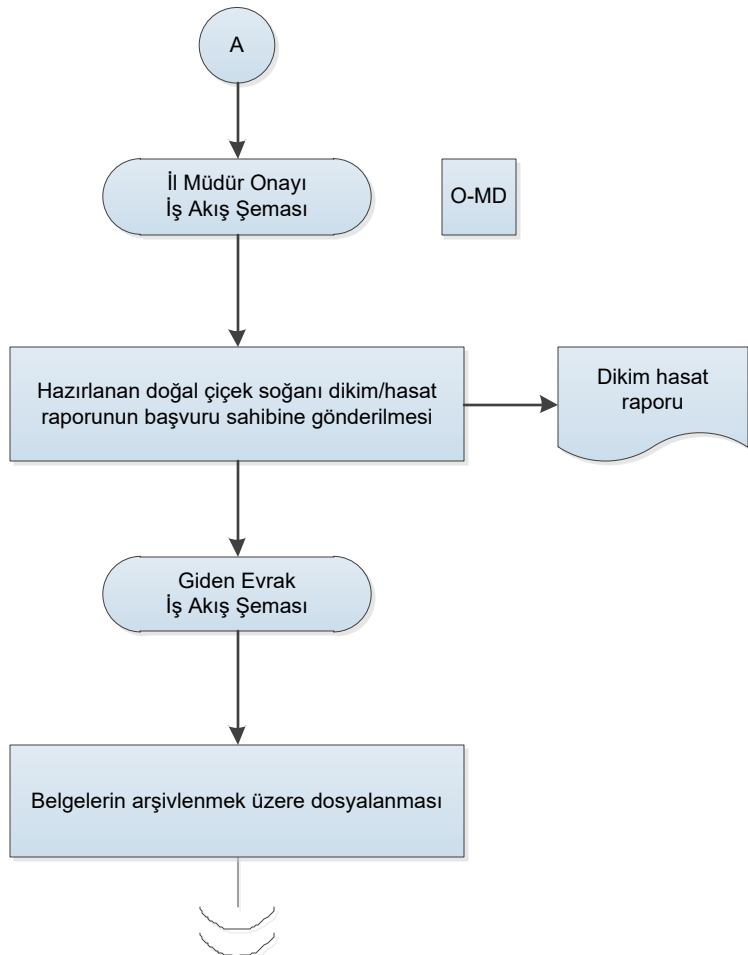 A
İl Müdür Onayı
İş Akış Şeması
O-MD
Hazırlanan doğal çiçek soğanı dikim/hasat
raporunun başvuru sahibine gönderilmesi
Dikim hasat
raporu
Giden Evrak
İş Akış Şeması
Belgelerin arşivlenmek üzere dosyalanması